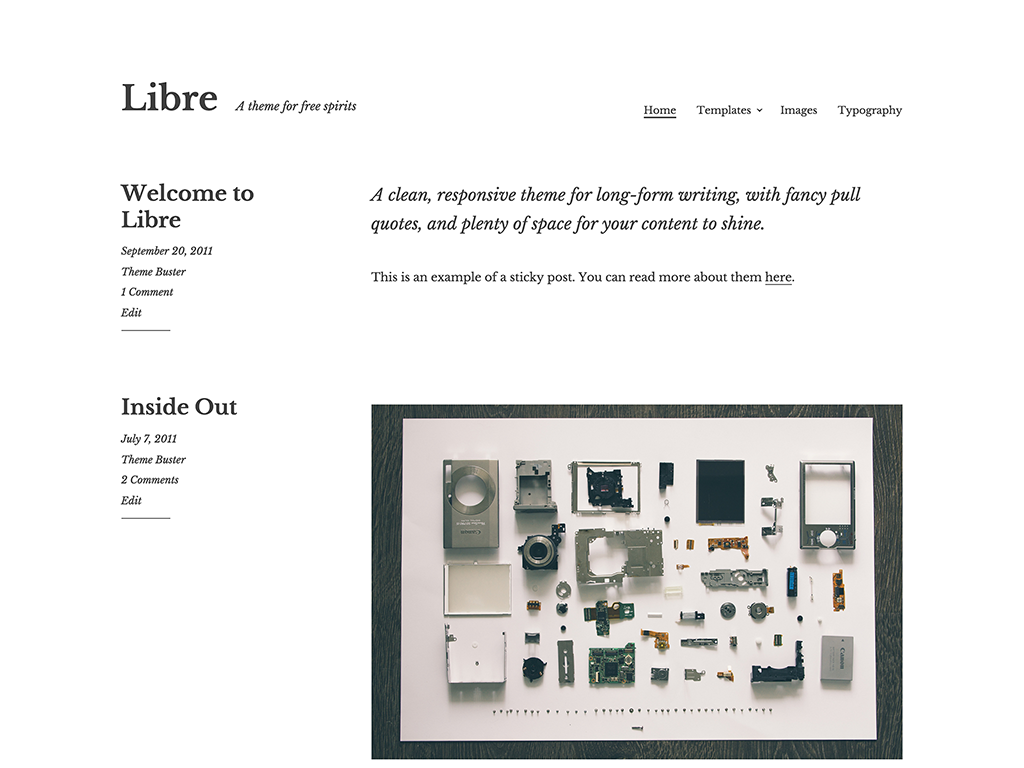 Libre
A theme for free spirits
Home
Templates
Images
Typography
Welcome to
Libre
September 20, 2011
Theme Buster
1 Comment
Edit
A clean, responsive theme for long-form writing, with fancy pull
quotes, and plenty of space for your content to shine.
This is an example of a sticky post. You can read more about them here.
Inside Out
July 7, 2011
Theme Buster
2 Comments
Edit
Canon
Canon